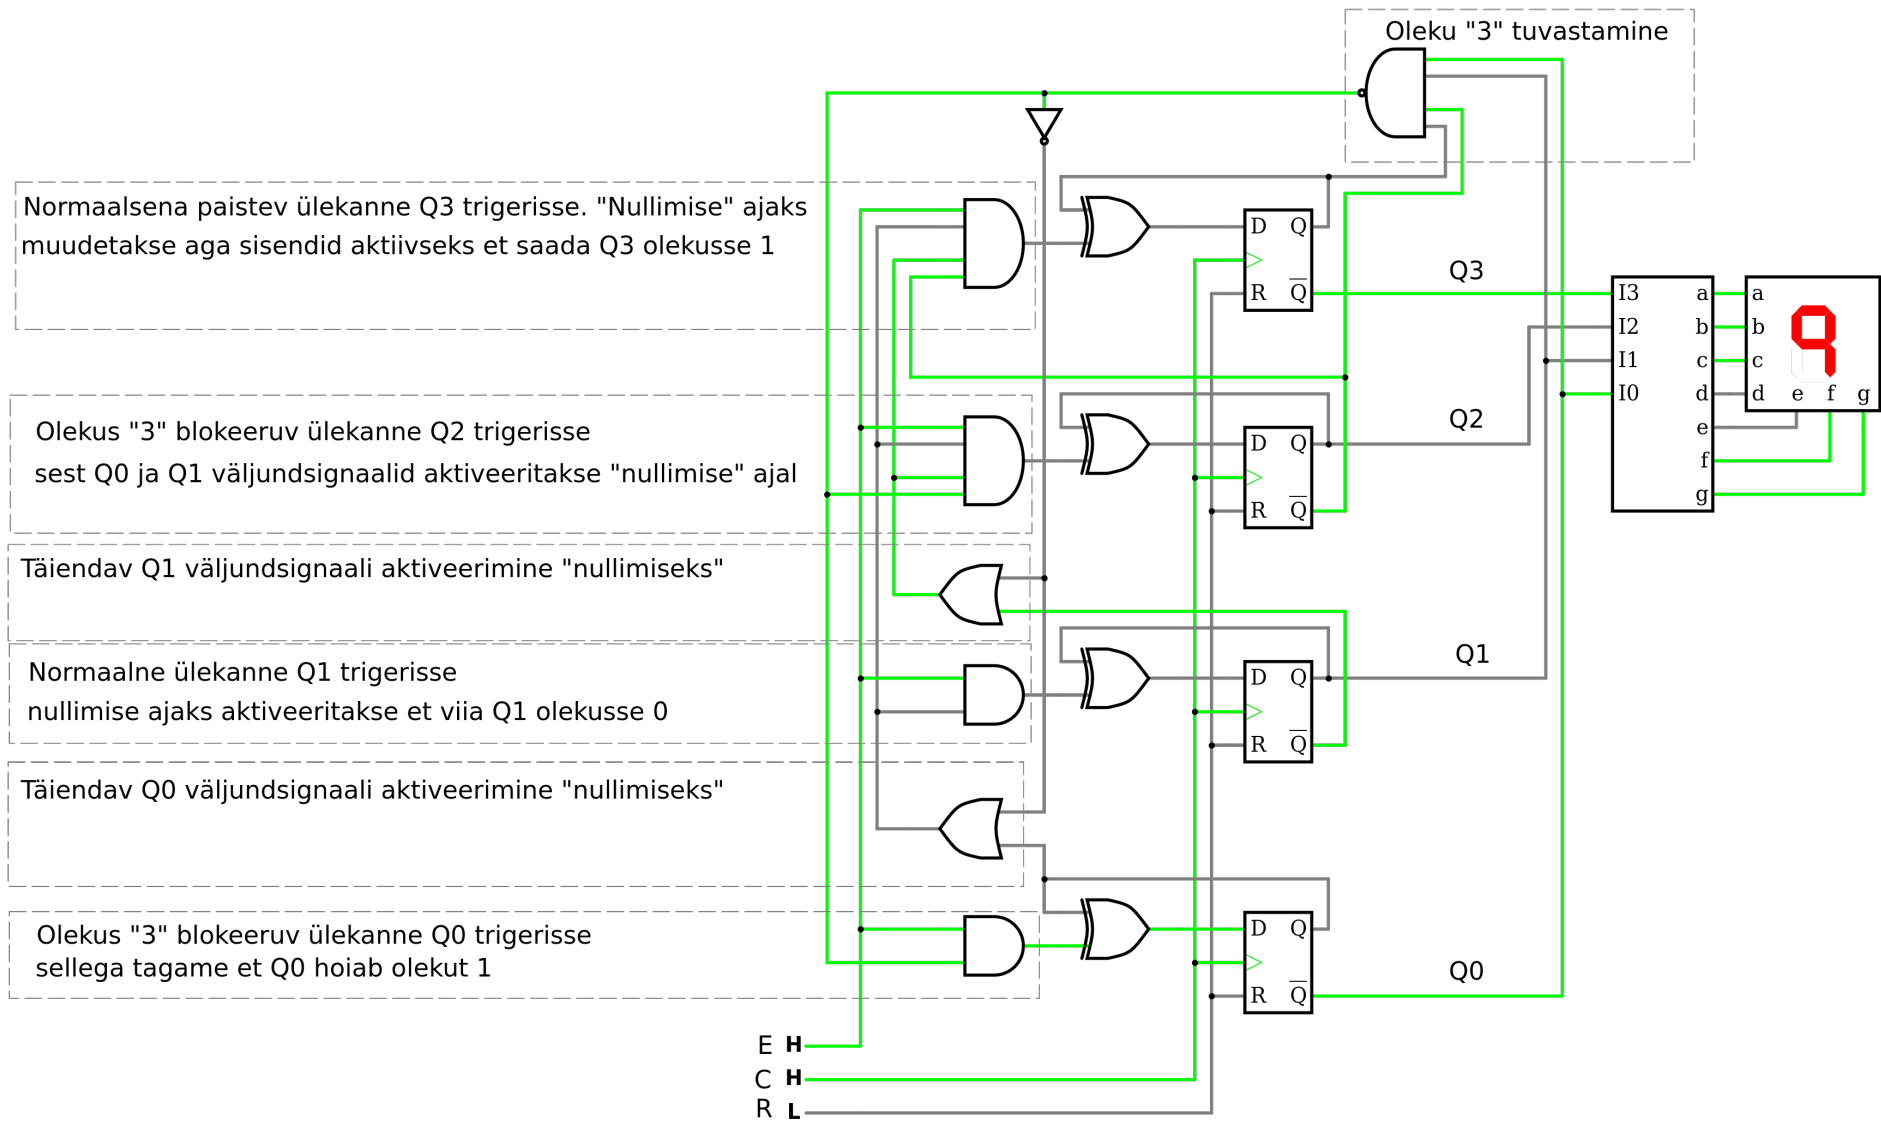 Oleku "3" tuvastamine
Normaalsena paistev ülekanne Q3 trigerisse. "Nullimise" ajaks
muudetakse aga sisendid aktiivseks et saada Q3 olekusse 1
D Q
R Q
Q3
I3 a
I2 b
I1 c
I0 d
e
f
g
a
b
c
d e f g
Olekus "3" blokeeruv ülekanne Q2 trigerisse
sest Q0 ja Q1 väljundsignaalid aktiveeritakse "nullimise" ajal
D Q
R Q
Q2
Täiendav Q1 väljundsignaali aktiveerimine "nullimiseks"
Normaalne ülekanne Q1 trigerisse
nullimise ajaks aktiveeritakse et viia Q1 olekusse 0
D Q
R Q
Q1
Täiendav Q0 väljundsignaali aktiveerimine "nullimiseks"
Olekus "3" blokeeruv ülekanne Q0 trigerisse
sellega tagame et Q0 hoiab olekut 1
D Q
R Q
Q0
E H
C H
R L